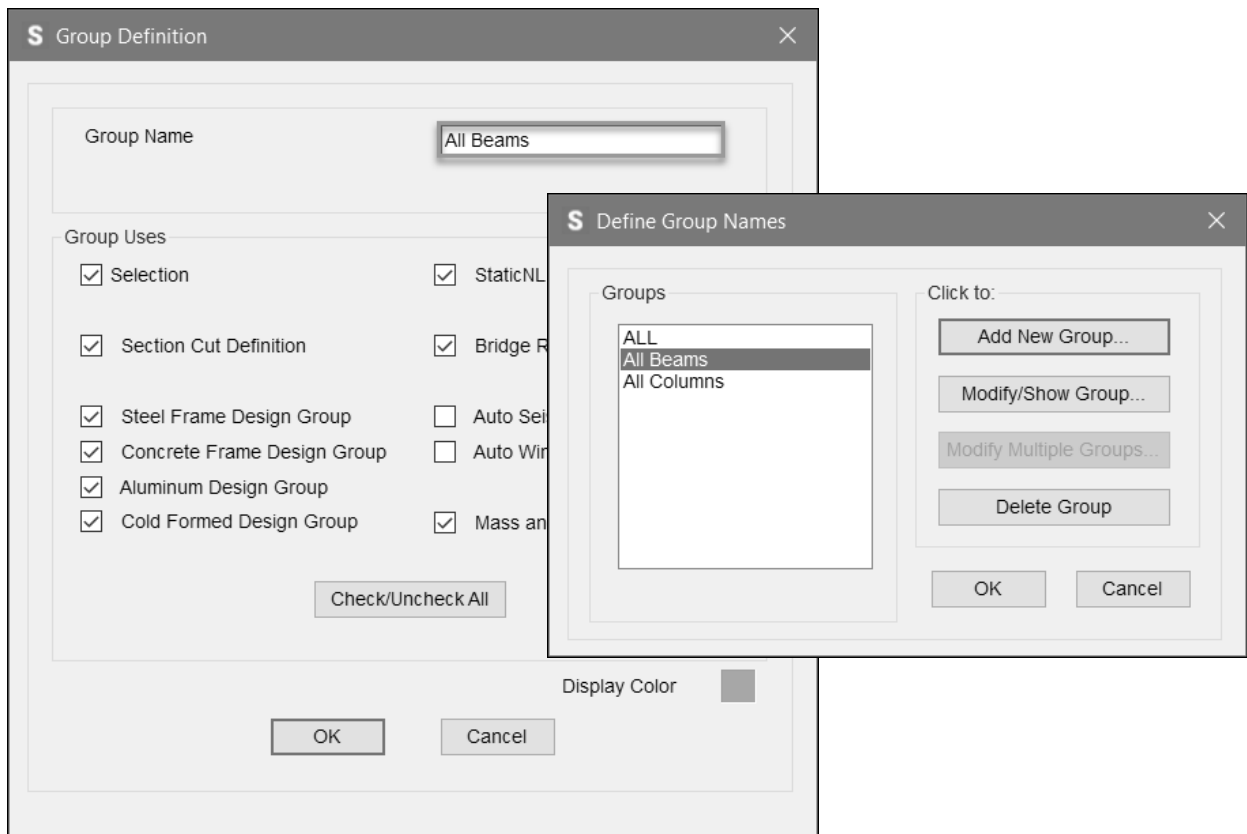 S Group Definition
Group Name
All Beams
Group Uses
Selection
StaticNL
Section Cut Definition
Bridge R
Steel Frame Design Group
Auto Sei
Concrete Frame Design Group
Auto Wi
Aluminum Design Group
Cold Formed Design Group
Mass an
Check/Uncheck All
Display Color
OK
Cancel
S Define Group Names
Groups
ALL
All Beams
All Columns
Click to:
Add New Group...
Modify/Show Group...
Modify Multiple Groups...
Delete Group
OK
Cancel